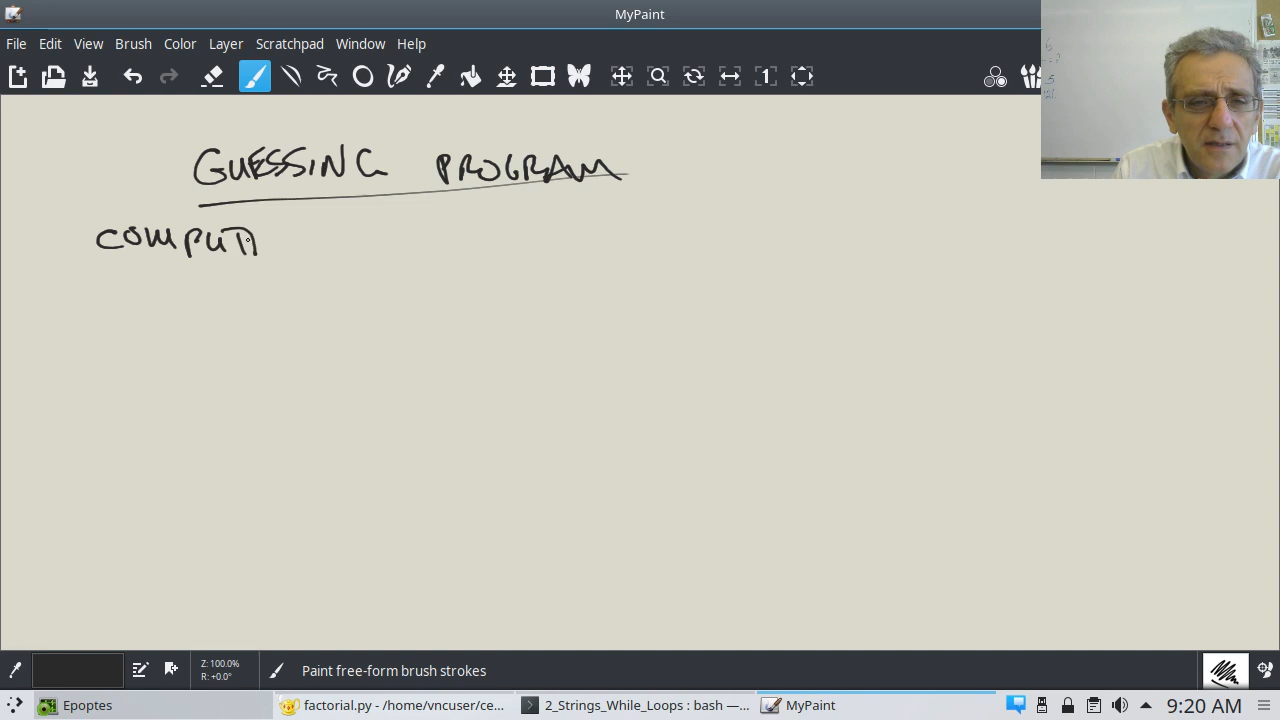 MyPaint
File Edit View Brush Color Layer Scratchpad Window Help
GUESSING PROGRAM
COMPUT
Z: 100.0%
R: +0.0°
Paint free-form brush strokes
Epoptes
factorial.py - /home/vncuser/ce...
2_Strings_While_Loops : bash —...
MyPaint
9:20 AM